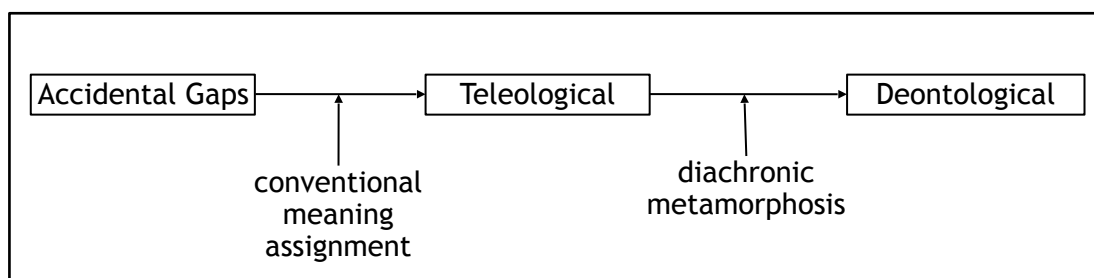 Accidental Gaps
Teleological
Deontological
conventional
meaning
assignment
diachronic
metamorphosis